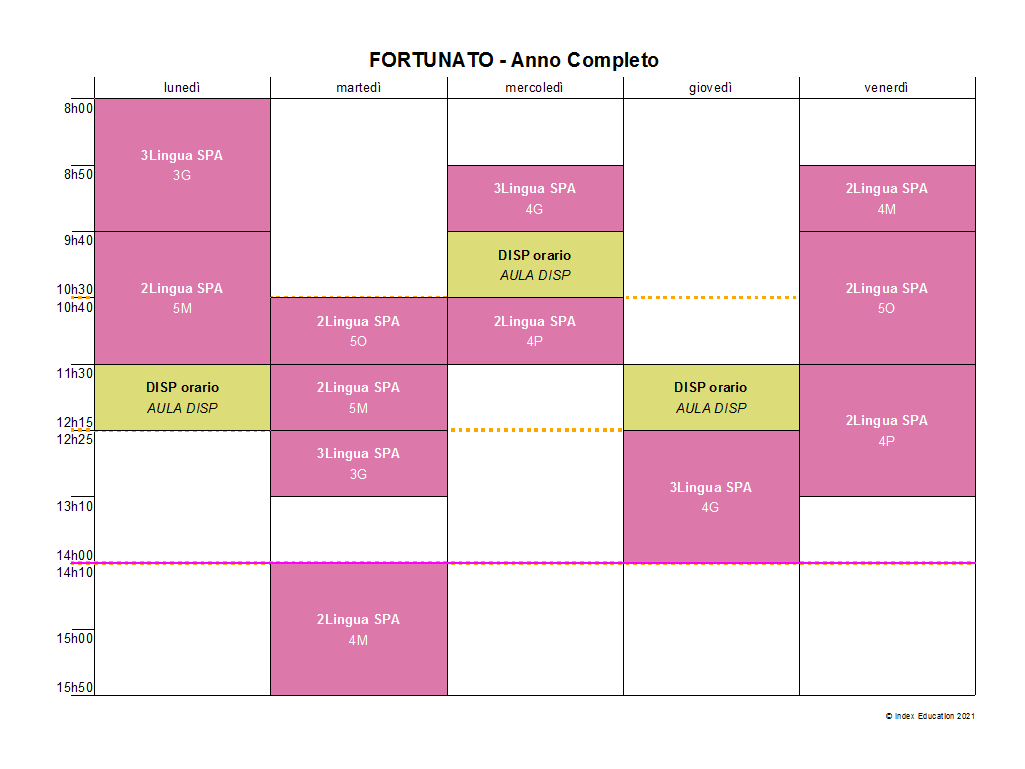 FORTUNATO - Anno Completo
lunedì martedì mercoledì giovedì venerdì
8h00
3Lingua SPA
3G
8h50
3Lingua SPA
4G
2Lingua SPA
4M
9h40
DISP orario
AULA DISP
2Lingua SPA
5M
2Lingua SPA
5O
10h30
10h40
2Lingua SPA
5O
2Lingua SPA
4P
11h30
DISP orario
AULA DISP
2Lingua SPA
5M
DISP orario
AULA DISP
2Lingua SPA
4P
12h15
12h25
3Lingua SPA
3G
3Lingua SPA
4G
13h10
14h00
14h10
2Lingua SPA
4M
15h00
15h50
© Index Education 2021